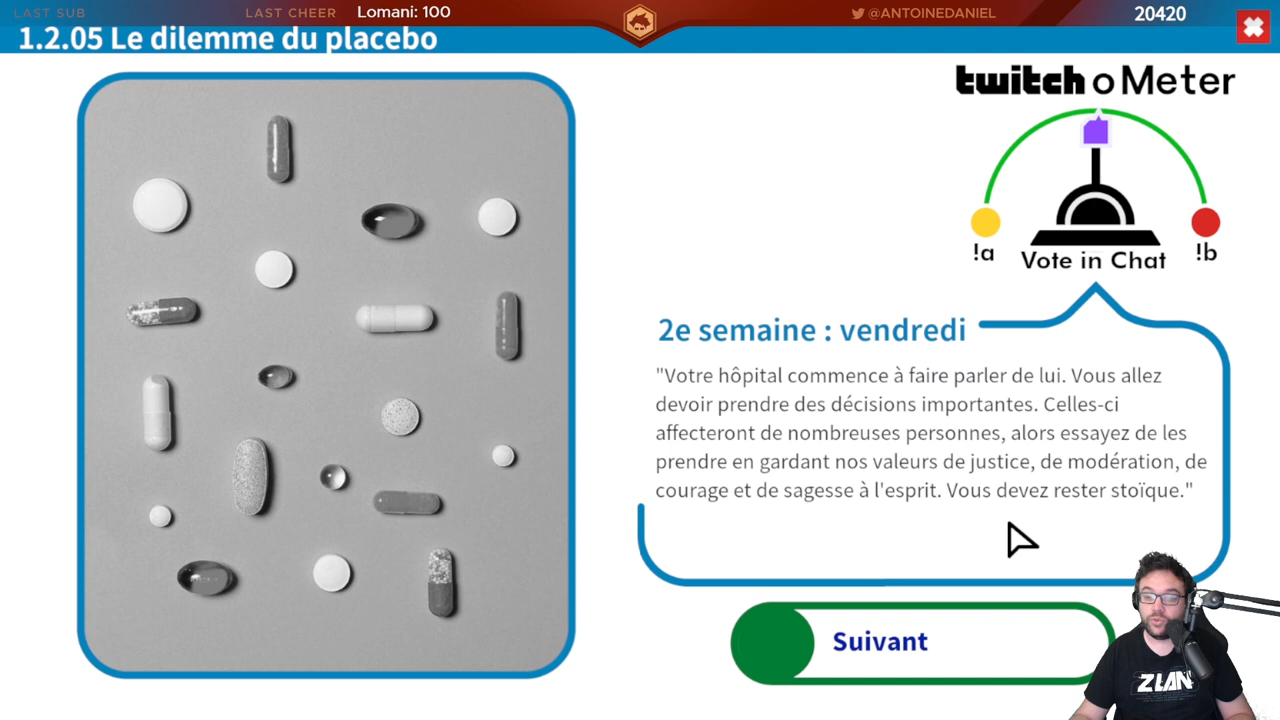 LAST SUB
LAST CHEER Lomani: 100
@ANTOINEDANIEL
20420
1.2.05 Le dilemme du placebo
twitch o Meter
!a
Vote in Chat
!b
2e semaine : vendredi
"Votre hôpital commence à faire parler de lui. Vous allez
devoir prendre des décisions importantes. Celles-ci
affecteront de nombreuses personnes, alors essayez de les
prendre en gardant nos valeurs de justice, de modération, de
courage et de sagesse à l'esprit. Vous devez rester stoïque."
Suivant
ZLAN